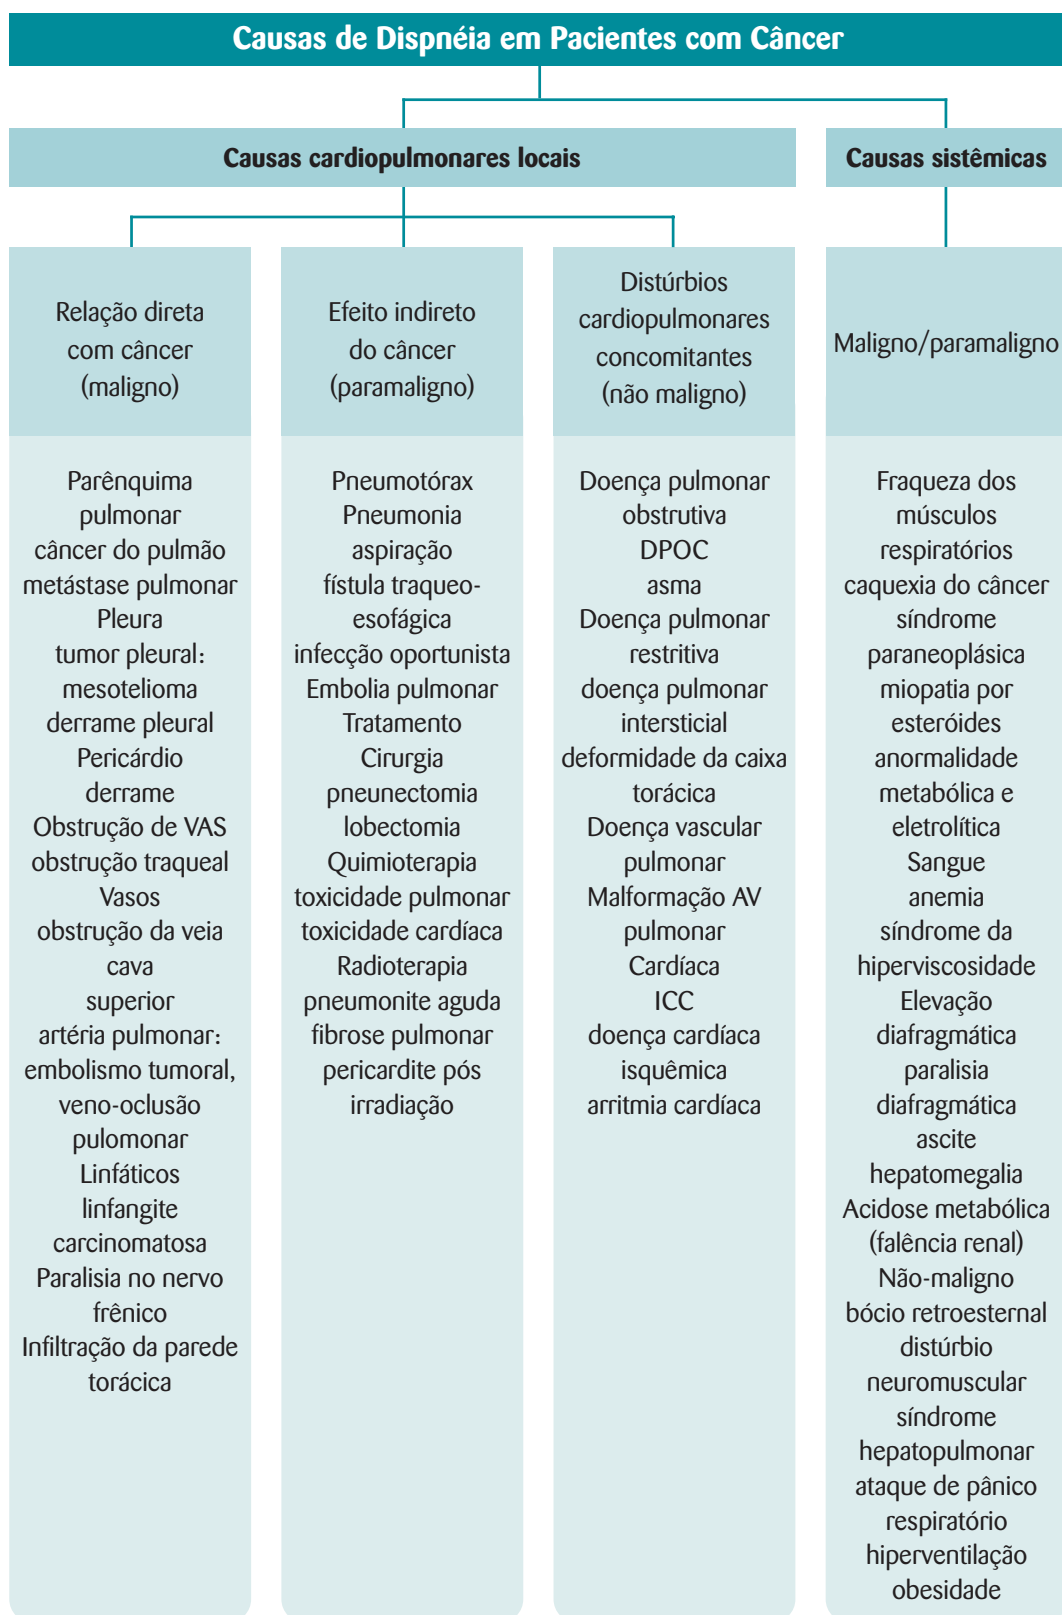 Causas de Dispnéia em Pacientes com Câncer
Causas cardiopulmonares locais
Causas sistêmicas
Relação direta
com câncer
(maligno)
Efeito indireto
do câncer
(paramaligno)
Distúrbios
cardiopulmonares
concomitantes
(não maligno)
Maligno/paramaligno
Parênquima
pulmonar
câncer do pulmão
metástase pulmonar
Pleura
tumor pleural:
mesotelioma
derrame pleural
Pericárdio
derrame
Obstrução de VAS
obstrução traqueal
Vasos
obstrução da veia
cava
superior
artéria pulmonar:
embolismo tumoral,
veno-oclusão
pulomonar
Linfáticos
linfangite
carcinomatosa
Paralisia no nervo
frênico
Infiltração da parede
torácica
Pneumotórax
Pneumonia
aspiração
fístula traqueo-
esofágica
infecção oportunista
Embolia pulmonar
Tratamento
Cirurgia
pneunectomia
lobectomia
Quimioterapia
toxicidade pulmonar
toxicidade cardíaca
Radioterapia
pneumonite aguda
fibrose pulmonar
pericardite pós
irradiação
Doença pulmonar
obstrutiva
DPOC
asma
Doença pulmonar
restritiva
doença pulmonar
intersticial
deformidade da caixa
torácica
Doença vascular
pulmonar
Malformação AV
pulmonar
Cardíaca
ICC
doença cardíaca
isquêmica
arritmia cardíaca
Fraqueza dos
músculos
respiratórios
caquexia do câncer
síndrome
paraneoplásica
miopatia por
esteróides
anormalidade
metabólica e
eletrolítica
Sangue
anemia
síndrome da
hiperviscosidade
Elevação
diafragmática
paralisia
diafragmática
ascite
hepatomegalia
Acidose metabólica
(falência renal)
Não-maligno
bócio retroesternal
distúrbio
neuromuscular
síndrome
hepatopulmonar
ataque de pânico
respiratório
hiperventilação
obesidade